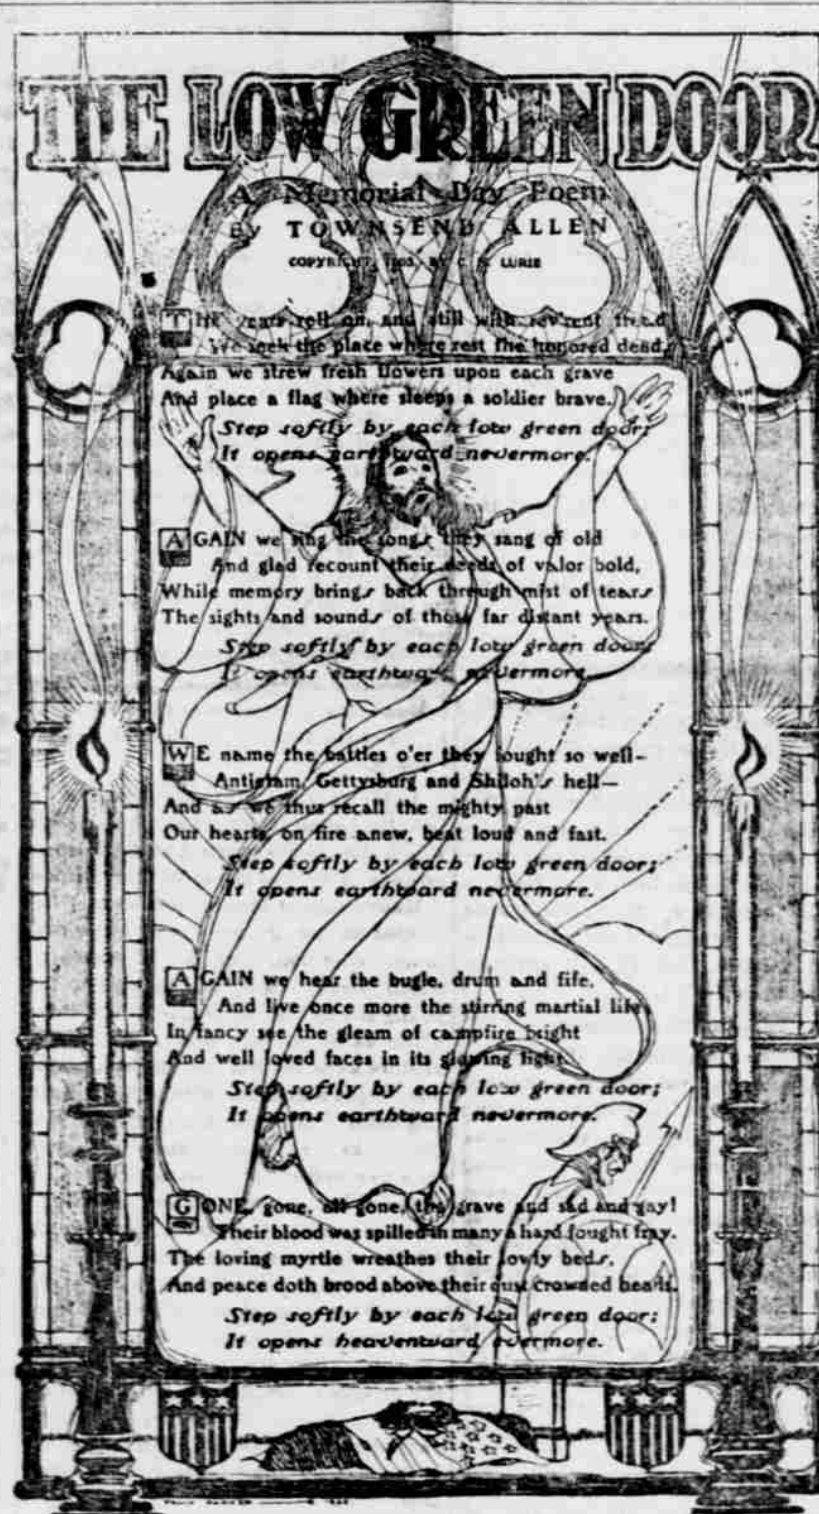 THE LOW GREEN DOOR
A Memorial Day Poem
By TOWNSEND ALLEN
COPYRIGHT, BY C. N. LURIE
THE years roll on, and still with rev'rent tread
We seek the place where rest the honored dead,
Again we strew fresh flowers upon each grave
And place a flag where sleeps a soldier brave.
Step softly by each low green door;
It opens earthward nevermore.
AGAIN we sing the songs they sang of old
And glad recount their deeds of valor bold,
While memory brings back through mist of tears
The sights and sounds of those far distant years.
Step softly by each low green door;
It opens earthward nevermore.
WE name the battles o'er they fought so well—
Antietam, Gettysburg and Shiloh's hell—
And as we thus recall the mighty past
Our hearts, on fire anew, beat loud and fast.
Step softly by each low green door;
It opens earthward nevermore.
AGAIN we hear the bugle, drum and fife,
And live once more the stirring martial life,
In fancy see the gleam of campfire bright
And well loved faces in its glowing light.
Step softly by each low green door;
It opens earthward nevermore.
GONE, gone, all gone, the grave and sad and gay!
Their blood was spilled in many a hard fought fray.
The loving myrtle wreathes their lowly beds,
And peace doth brood above their dust crowned heads.
Step softly by each low green door;
It opens heavenward evermore.